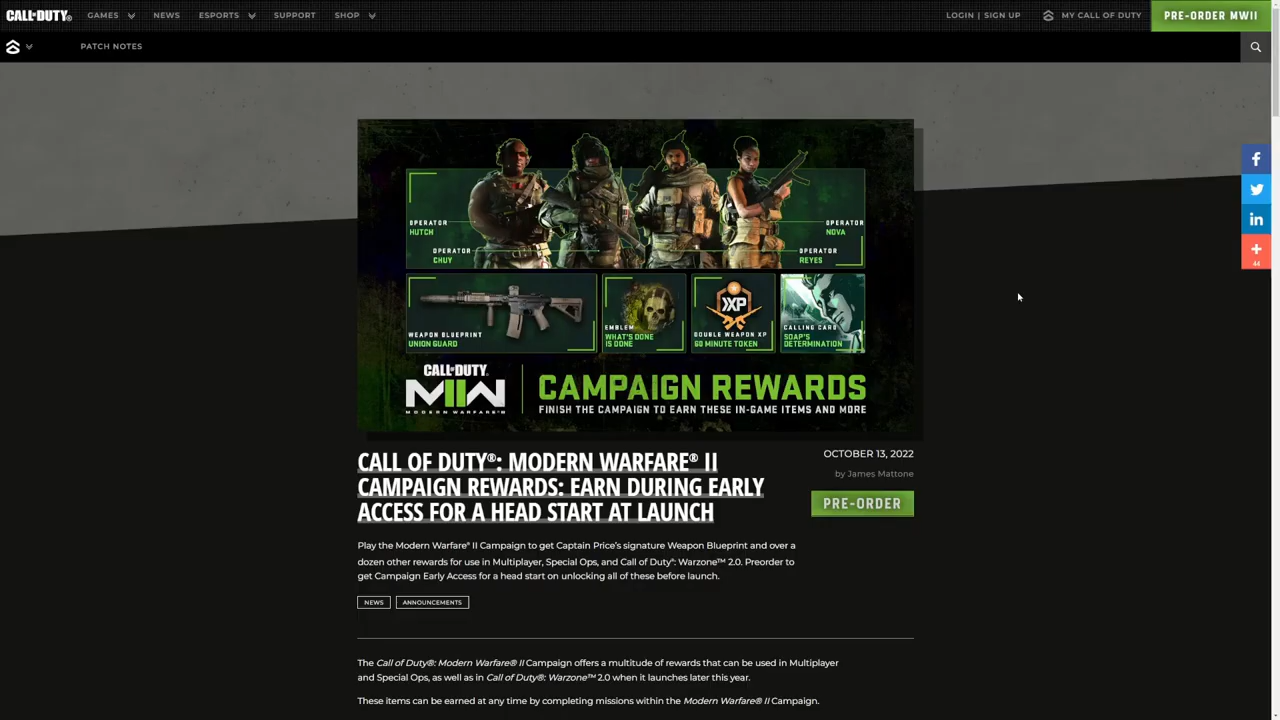 CALL OF DUTY® GAMES NEWS ESPORTS SUPPORT SHOP LOGIN | SIGN UP MY CALL OF DUTY PRE-ORDER MWII
PATCH NOTES
OPERATOR
HUTCH
OPERATOR
CHUY
OPERATOR
NOVA
OPERATOR
REYES
WEAPON BLUEPRINT
UNION GUARD
EMBLEM
WHAT'S DONE
IS DONE
XP
DOUBLE WEAPON XP
60 MINUTE TOKEN
CALLING CARD
SOAP'S
DETERMINATION
CALL OF DUTY®
MWII
MODERN WARFARE®
CAMPAIGN REWARDS
FINISH THE CAMPAIGN TO EARN THESE IN-GAME ITEMS AND MORE
f
in
44
CALL OF DUTY®: MODERN WARFARE® II
CAMPAIGN REWARDS: EARN DURING EARLY
ACCESS FOR A HEAD START AT LAUNCH
OCTOBER 13, 2022
by James Mattone
PRE-ORDER
Play the Modern Warfare® II Campaign to get Captain Price's signature Weapon Blueprint and over a
dozen other rewards for use in Multiplayer, Special Ops, and Call of Duty®: Warzone™ 2.0. Preorder to
get Campaign Early Access for a head start on unlocking all of these before launch.
NEWS ANNOUNCEMENTS
The Call of Duty®: Modern Warfare® II Campaign offers a multitude of rewards that can be used in Multiplayer
and Special Ops, as well as in Call of Duty®: Warzone™ 2.0 when it launches later this year.
These items can be earned at any time by completing missions within the Modern Warfare® II Campaign.